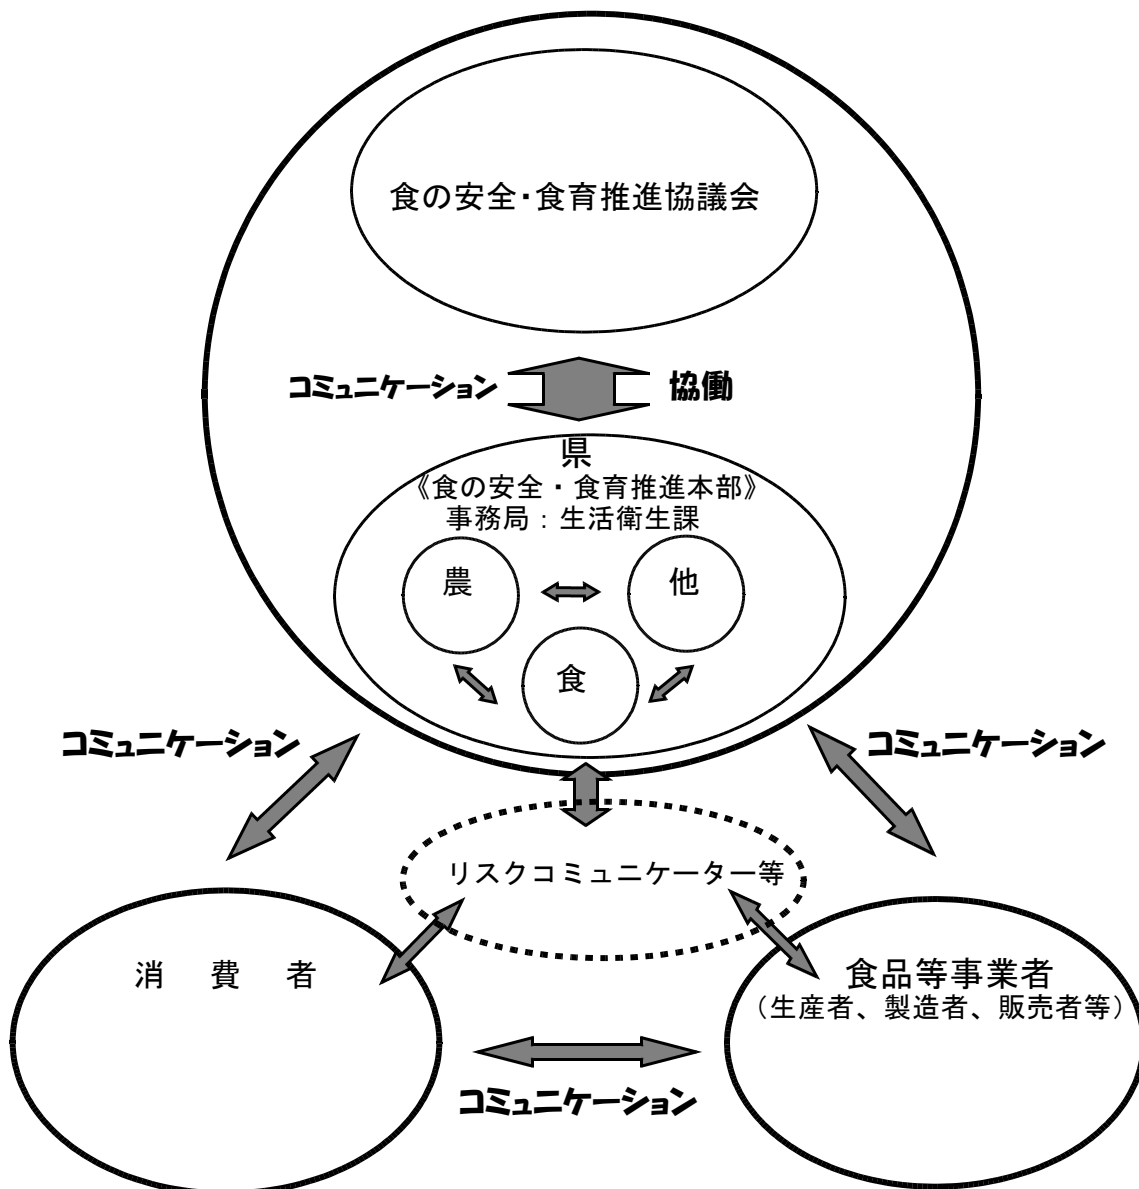 食の安全・食育推進協議会
コミュニケーション
協働
県
《食の安全・食育推進本部》
事務局：生活衛生課
農
他
食
コミュニケーション
コミュニケーション
リスクコミュニケーター等
消　費　者
食品等事業者
（生産者、製造者、販売者等）
コミュニケーション